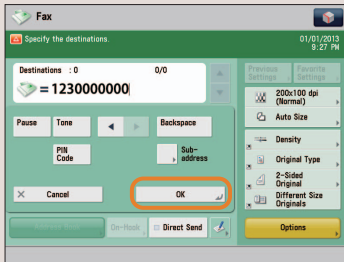 Fax
Specify the destinations.
01/01/2013
9:27 PM
Destinations : 0
0/0
= 1230000000
Previous Settings
Favorite Settings
200x100 dpi
(Normal)
Auto Size
Pause
Tone
Backspace
PIN
Code
Sub-
address
Density
Original Type
2-Sided
Original
Different Size
Originals
Cancel
OK
On-Hook
Direct Send
Options